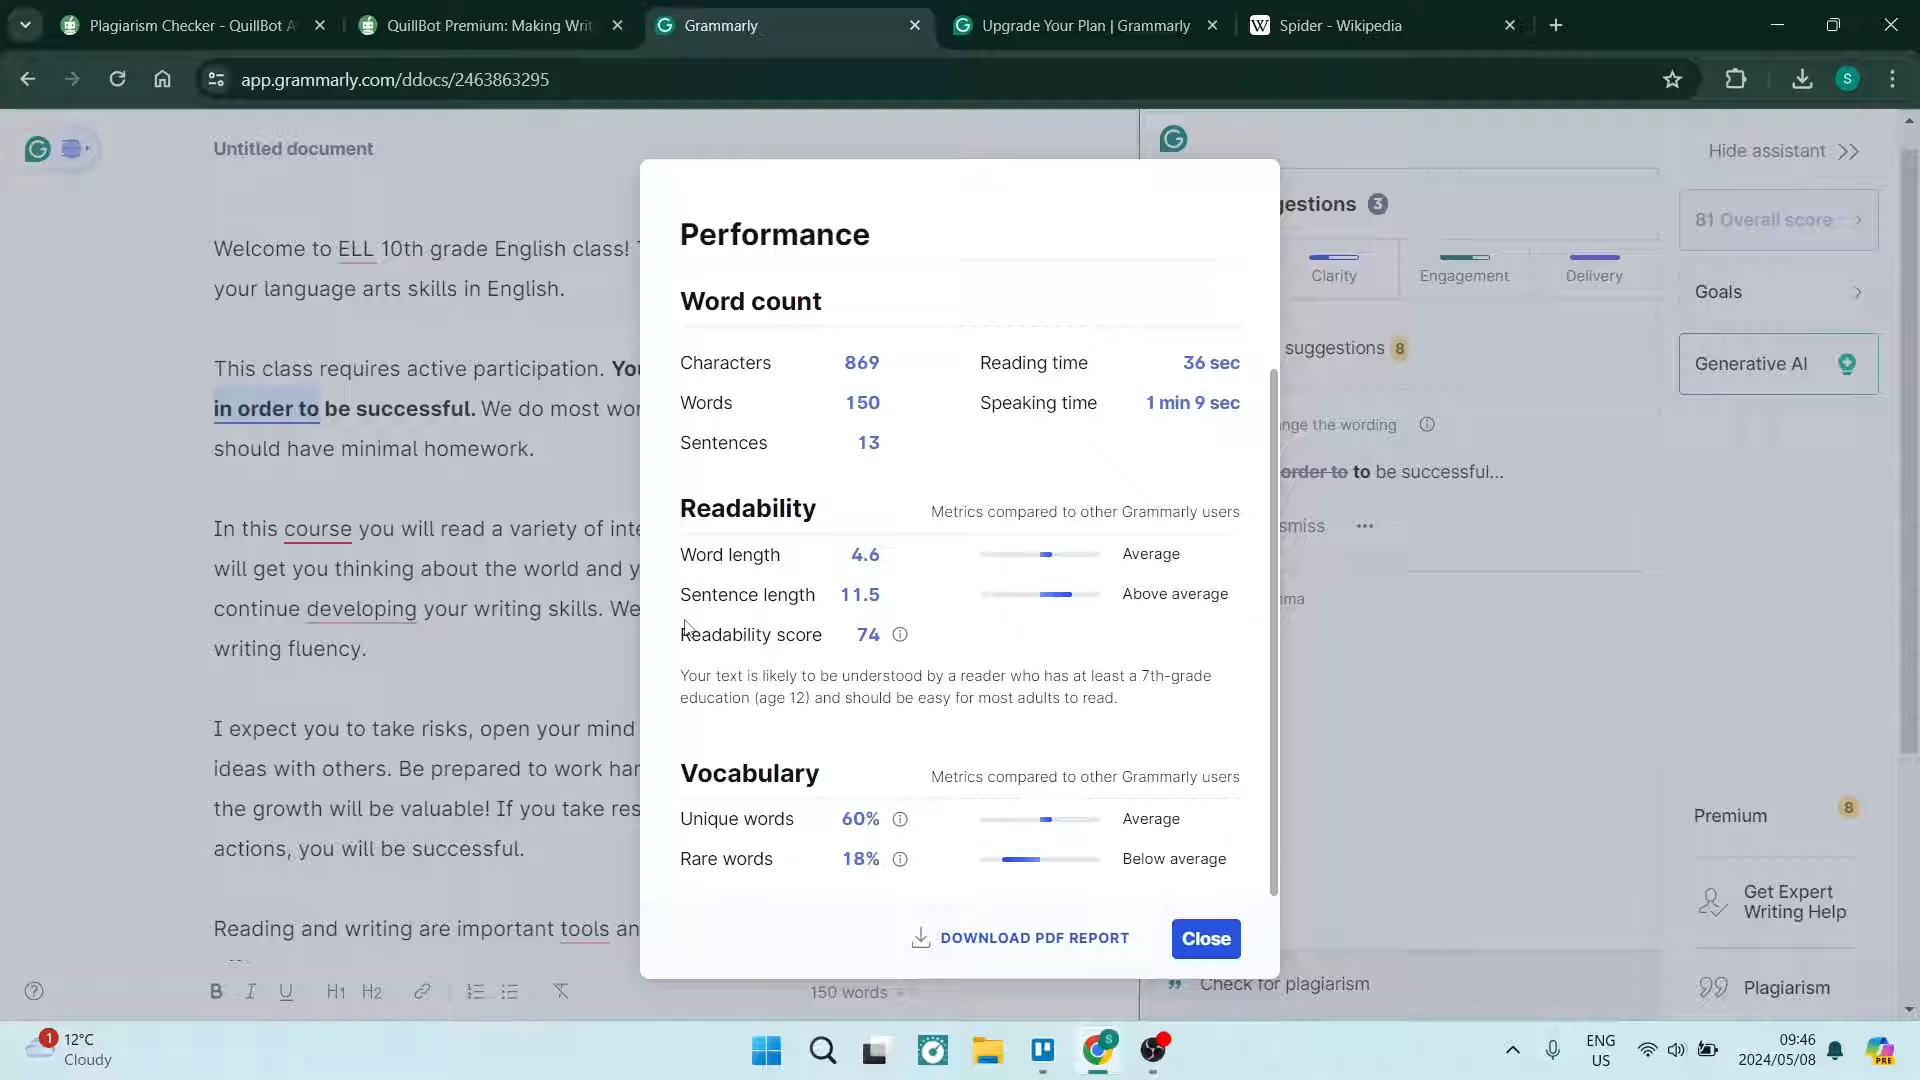 Plagiarism Checker - QuillBot A
QuillBot Premium: Making Writ
Grammarly
Upgrade Your Plan | Grammarly
W Spider - Wikipedia
app.grammarly.com/ddocs/2463863295
S
Untitled document
Hide assistant
Welcome to ELL 10th grade English class!
your language arts skills in English.
This class requires active participation. You
in order to be successful. We do most wor
should have minimal homework.
In this course you will read a variety of inte
will get you thinking about the world and y
continue developing your writing skills. We
writing fluency.
I expect you to take risks, open your mind
ideas with others. Be prepared to work har
the growth will be valuable! If you take res
actions, you will be successful.
Reading and writing are important tools an
Performance
Word count
Characters 869 Reading time 36 sec
Words 150 Speaking time 1 min 9 sec
Sentences 13
Readability Metrics compared to other Grammarly users
Word length 4.6 Average
Sentence length 11.5 Above average
Readability score 74
Your text is likely to be understood by a reader who has at least a 7th-grade
education (age 12) and should be easy for most adults to read.
Vocabulary Metrics compared to other Grammarly users
Unique words 60% Average
Rare words 18% Below average
DOWNLOAD PDF REPORT Close
gestions 3
Clarity Engagement Delivery
suggestions 8
nge the wording
order to to be successful...
smiss
mma
Check for plagiarism
81 Overall score
Goals
Generative AI
Premium 8
Get Expert
Writing Help
Plagiarism
B I U H1 H2
150 words
1
12°C
Cloudy
S
ENG
US
09:46
2024/05/08
PRE